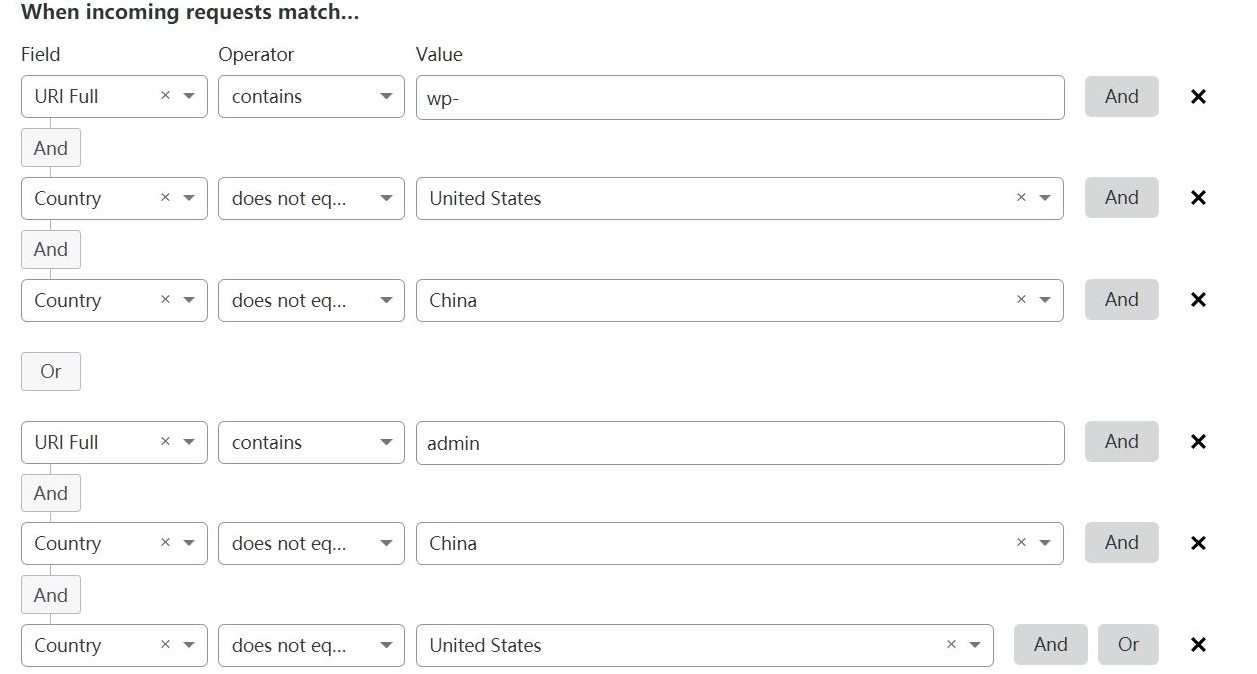 When incoming requests match...
Field Operator Value
URI Full × contains wp- And ×
And
Country × does not eq... United States × And ×
And
Country × does not eq... China × And ×
Or
URI Full × contains admin And ×
And
Country × does not eq... China × And ×
And
Country × does not eq... United States × And Or ×